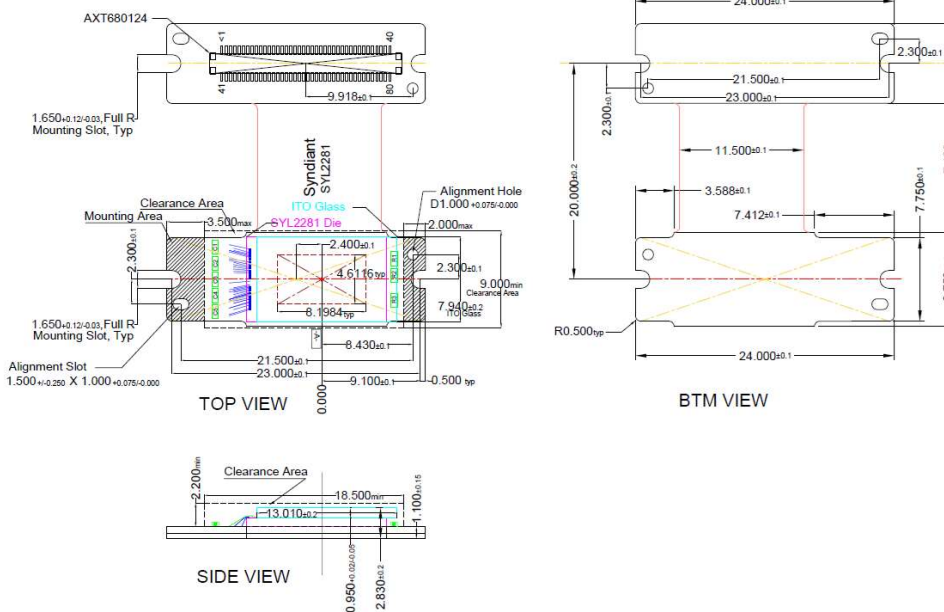 AXT680124
<1
40
41
80
9.918±0.1
1.650+0.12/-0.03, Full R
Mounting Slot, Typ
Syndiant
SYL2281
Clearance Area
ITO Glass
Alignment Hole
D1.000 +0.075/-0.000
Mounting Area
3.500max
SYL2281 Die
2.000max
2.300±0.1
2.400±0.1
2.300±0.1
4.6116typ
9.000min
Clearance Area
7.940±0.2
ITO Glass
8.1984typ
1.650+0.12/-0.03, Full R
Mounting Slot, Typ
-A-
8.430±0.1
Alignment Slot
1.500+/-0.250 X 1.000 +0.075/-0.000
21.500±0.1
23.000±0.1
9.100±0.1
0.500 typ
0.000
TOP VIEW
24.000±0.1
2.300±0.1
21.500±0.1
23.000±0.1
2.300±0.1
20.000±0.2
11.500±0.1
3.588±0.1
7.412±0.1
7.750±0.1
R0.500typ
24.000±0.1
BTM VIEW
2.200min
Clearance Area
18.500min
13.010±0.2
1.100±0.15
0.950+0.02/-0.05
2.830±0.2
SIDE VIEW